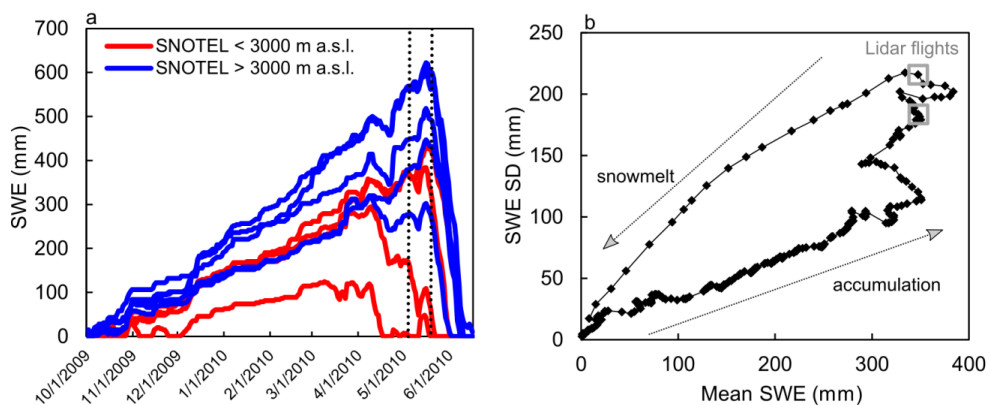 a
700
600
500
400
300
200
100
0
SWE (mm)
SNOTEL < 3000 m a.s.l.
SNOTEL > 3000 m a.s.l.
10/1/2009
11/1/2009
12/1/2009
1/1/2010
2/1/2010
3/1/2010
4/1/2010
5/1/2010
6/1/2010
b
250
200
150
100
50
0
SWE SD (mm)
Lidar flights
snowmelt
accumulation
0 100 200 300 400
Mean SWE (mm)